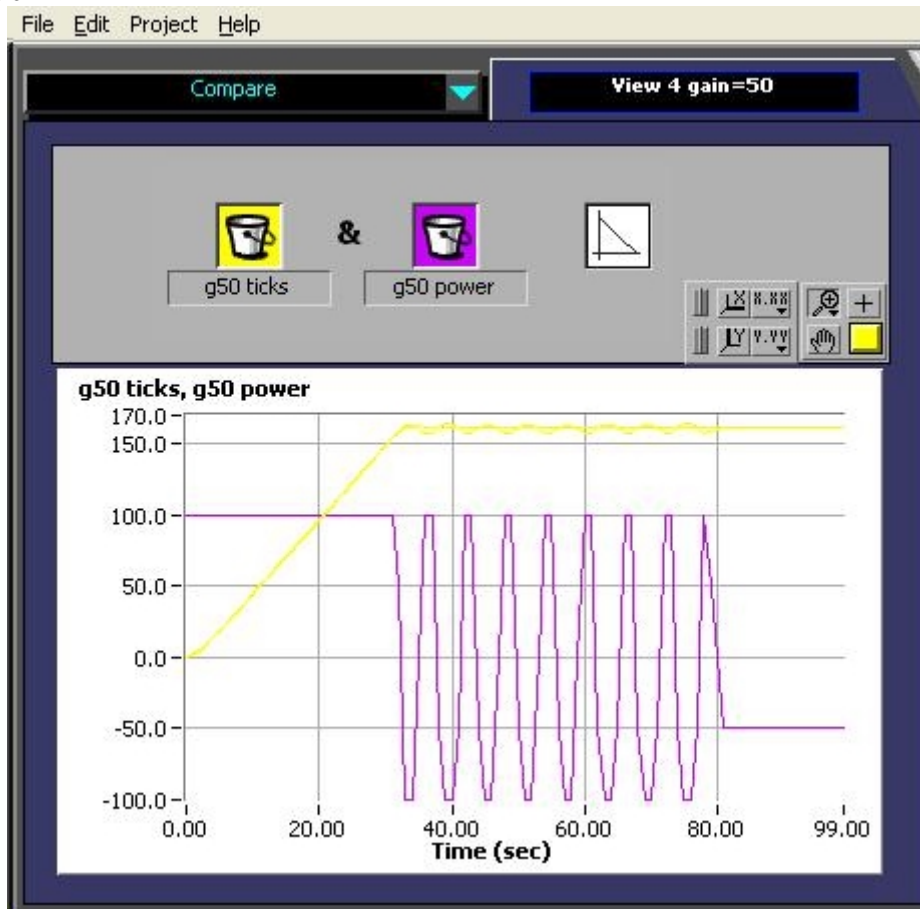 File Edit Project Help
Compare
View 4 gain=50
&
g50 ticks
g50 power
X X.XX
Y Y.YY
g50 ticks, g50 power
170.0
150.0
100.0
50.0
0.0
-50.0
-100.0
0.00 20.00 40.00 60.00 80.00 99.00
Time (sec)